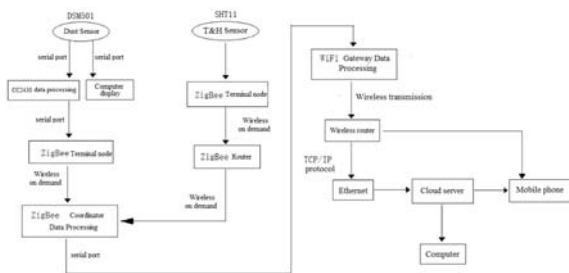 DSM501
Dust Sensor
serial port
serial port
CC2430 data processing
Computer
display
serial port
ZigBee Terminal node
Wireless
on demand
ZigBee Coordinator
Data Processing
serial port
SHT11
T&H Sensor
ZigBee Terminal node
Wireless
on demand
ZigBee Router
Wireless
on demand
WiFi Gateway Data
Processing
Wireless transmission
Wireless router
TCP/IP
protocol
Ethernet
Cloud server
Mobile phone
Computer